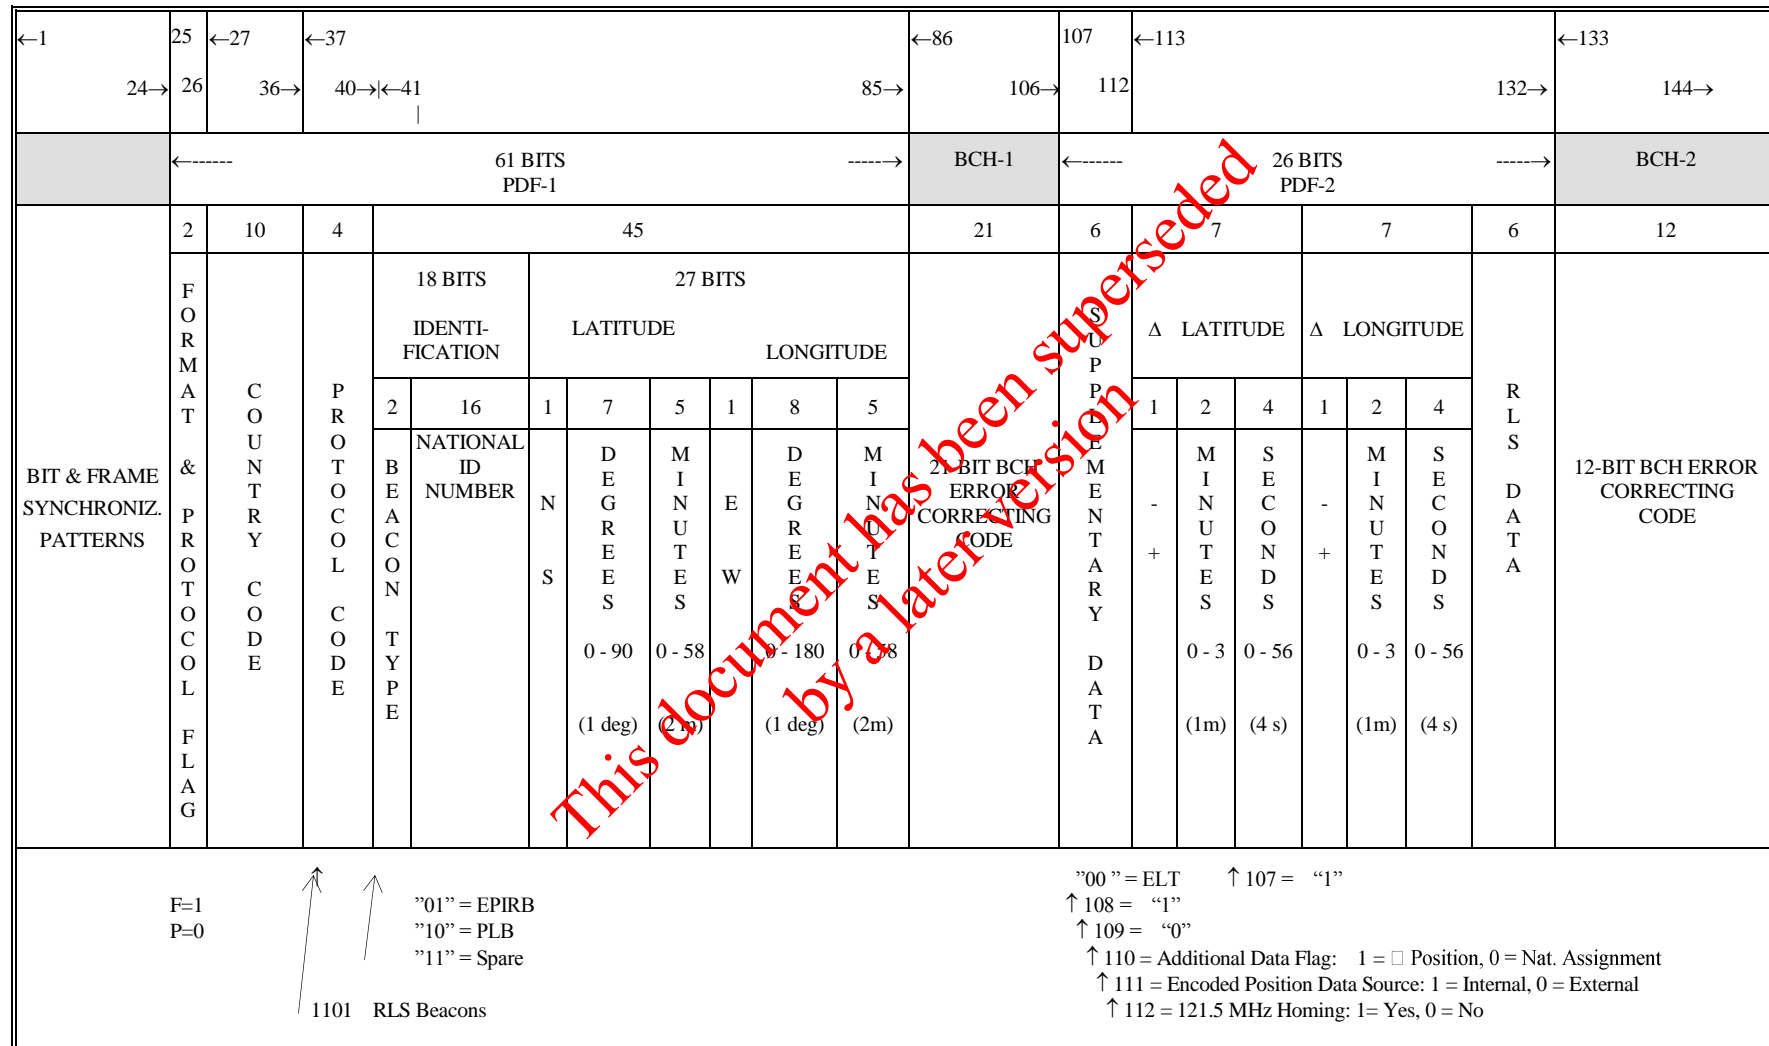 ←1 25 ←27 ←37 ←86 107 ←113 ←133
24→ 26 36→ 40→|←41 85→ 106→ 112 132→ 144→
|
←------ 61 BITS -----→ BCH-1 ←------ 26 BITS -----→ BCH-2
PDF-1 PDF-2
2 10 4 45 21 6 7 7 6 12
18 BITS 27 BITS
IDENTI-
FICATION
LATITUDE
LONGITUDE
Δ LATITUDE Δ LONGITUDE
2 16 1 7 5 1 8 5 1 2 4 1 2 4
BIT & FRAME
SYNCHRONIZ.
PATTERNS
FORMAT & PROTOCOL FLAG
COUNTRY CODE
PROTOCOL CODE
BEACON TYPE
NATIONAL
ID
NUMBER
N
S
DEGREES
0 - 90
(1 deg)
MINUTES
0 - 58
(2 m)
E
W
DEGREES
0 - 180
(1 deg)
MINUTES
0 - 58
(2m)
21-BIT BCH
ERROR
CORRECTING
CODE
SUPPLEMENTARY DATA
-
+
MINUTES
0 - 3
(1m)
SECONDS
0 - 56
(4 s)
-
+
MINUTES
0 - 3
(1m)
SECONDS
0 - 56
(4 s)
RLS DATA
12-BIT BCH ERROR
CORRECTING
CODE
This document has been superseded
by a later version
F=1
P=0
↑
1101 RLS Beacons
"00 " = ELT ↑ 107 = “1”
”01” = EPIRB
”10” = PLB
”11” = Spare
↑ 108 = “1”
↑ 109 = “0”
↑ 110 = Additional Data Flag: 1 = □ Position, 0 = Nat. Assignment
↑ 111 = Encoded Position Data Source: 1 = Internal, 0 = External
↑ 112 = 121.5 MHz Homing: 1= Yes, 0 = No